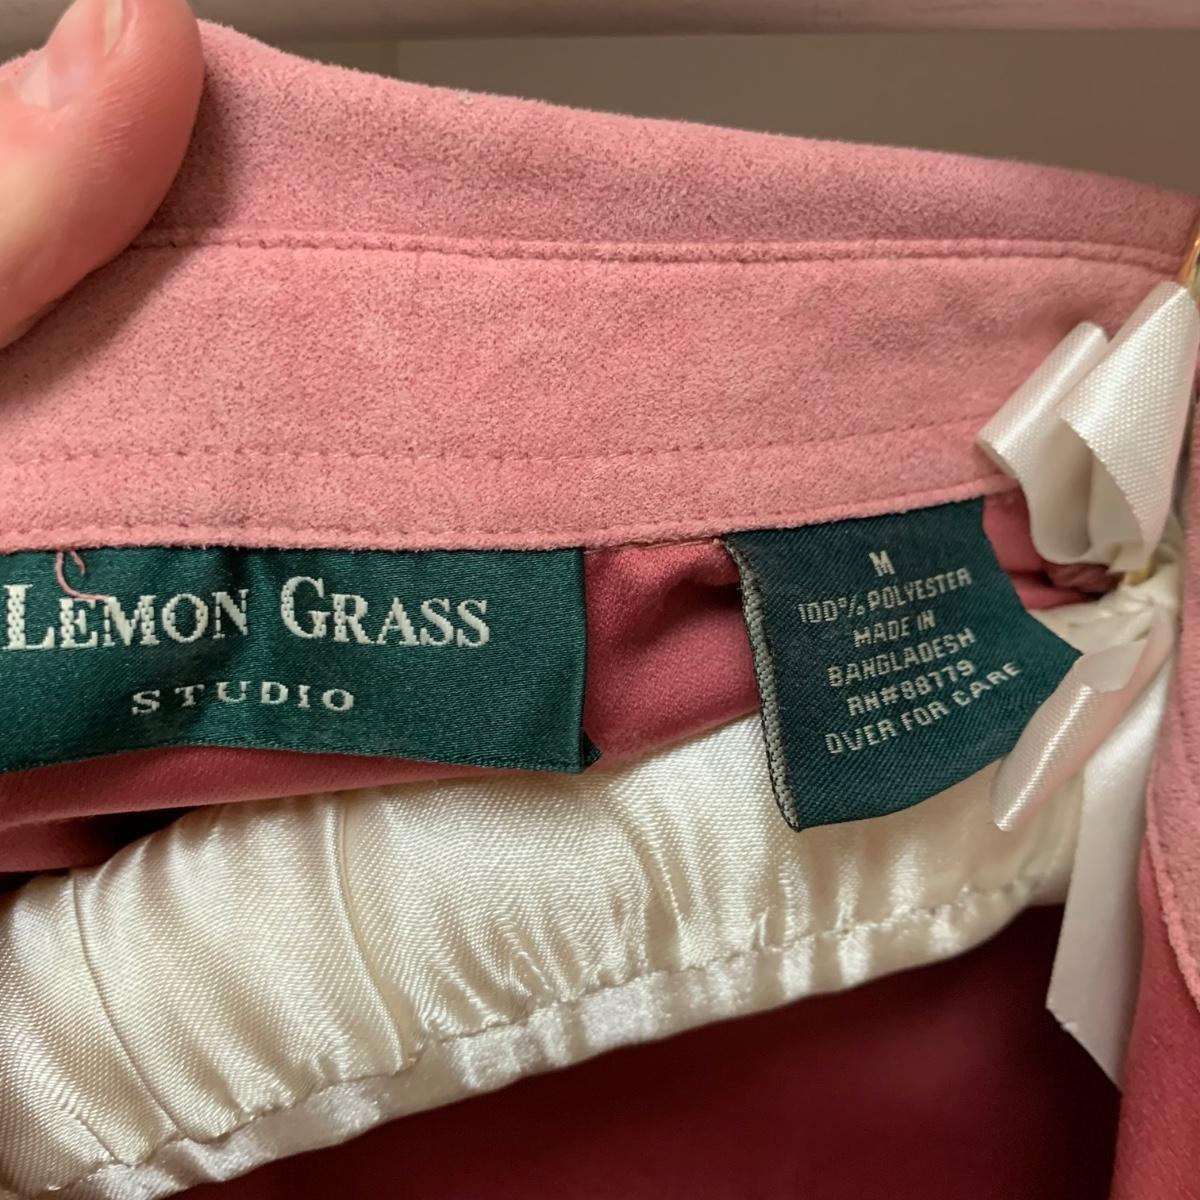 LEMON GRASS
STUDIO
M
100% POLYESTER
MADE IN
BANGLADESH
RN#88779
OVER FOR CARE